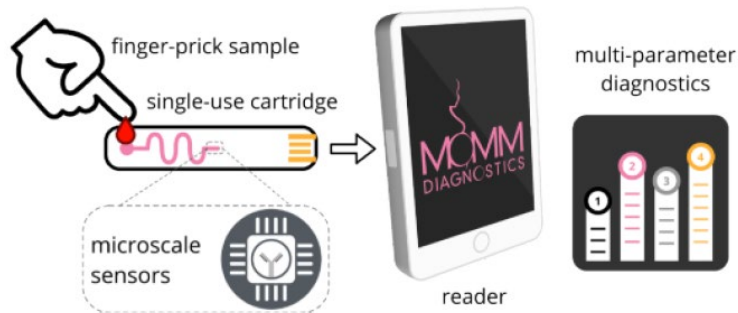 finger-prick sample
single-use cartridge
microscale
sensors
MOMM
DIAGNOSTICS
reader
multi-parameter
diagnostics
1
2
3
4